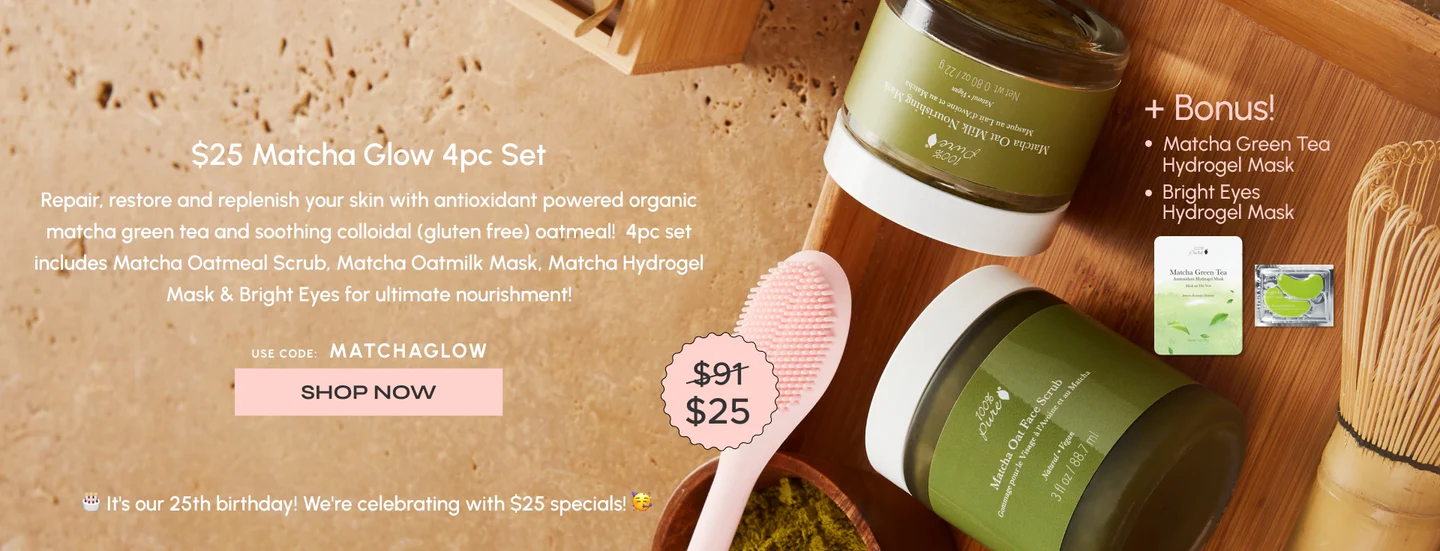 $25 Matcha Glow 4pc Set
Repair, restore and replenish your skin with antioxidant powered organic
matcha green tea and soothing colloidal (gluten free) oatmeal! 4pc set
includes Matcha Oatmeal Scrub, Matcha Oatmilk Mask, Matcha Hydrogel
Mask & Bright Eyes for ultimate nourishment!
USE CODE: MATCHAGLOW
SHOP NOW
🎂 It's our 25th birthday! We're celebrating with $25 specials! 🥳
$91
$25
100%
pure
Matcha Oat Milk Nourishing Mask
Masque au Lait d'Avoine et au Matcha
Natural • Vegan
Net wt 0.80 oz / 22 g
100%
pure
Matcha Oat Face Scrub
Gommage pour le Visage à l'Avoine et au Matcha
Natural • Vegan
3 fl oz / 88.7 ml
+ Bonus!
• Matcha Green Tea
Hydrogel Mask
• Bright Eyes
Hydrogel Mask
Matcha Green Tea